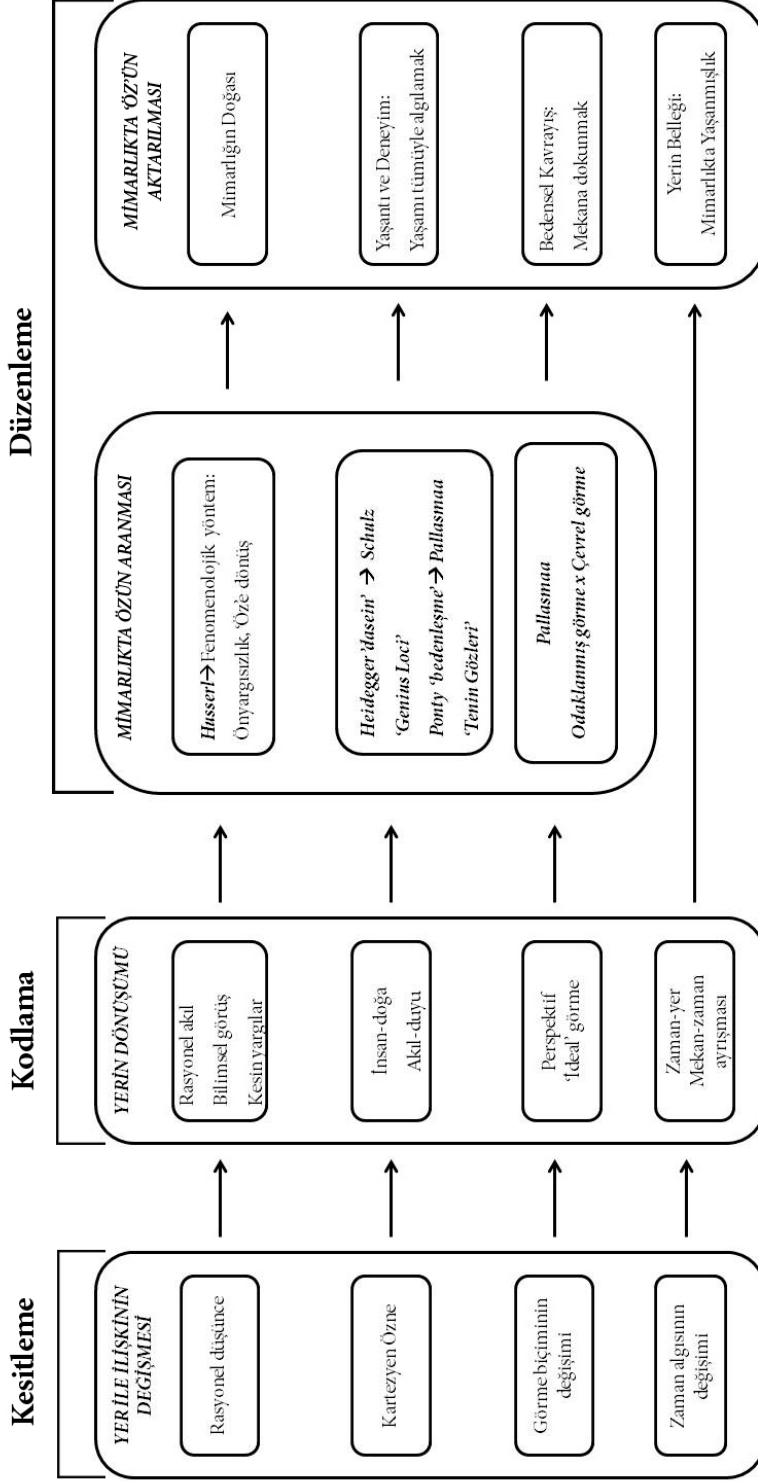 Kesitleme
YER İLE İLİŞKİNİN
DEĞİŞMESİ
Rasyonel düşünce
Kartezyen Özne
Görme biçiminin
değişimi
Zaman algısının
değişimi
Kodlama
YERİN DÖNÜŞÜMÜ
Rasyonel akıl
Bilimsel görüş
Kesin yargılar
İnsan-doğa
Akıl-duyu
Perspektif
‘İdeal’ görme
Zaman-yer
Mekan-zaman
ayrışması
Düzenleme
MİMARLIKTA ÖZÜN ARANMASI
Husserl→Fenomenolojik yöntem:
Önyargısızlık, ‘Öz’e dönüş
Heidegger ‘dasein’ → Schulz
‘Genius Loci’
Ponty ‘bedenleşme’→ Pallasmaa
‘Tenin Gözleri’
Pallasmaa
Odaklanmış görme x Çevrel görme
MİMARLIKTA ‘ÖZ’ÜN
AKTARILMASI
Mimarlığın Doğası
Yaşantı ve Deneyim:
Yaşamı tümüyle algılamak
Bedensel Kavrayış:
Mekana dokunmak
Yerin Belleği:
Mimarlıkta Yaşanmışlık